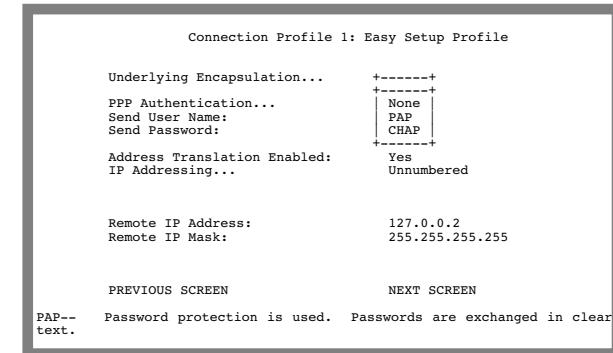 Connection Profile 1: Easy Setup Profile
Underlying Encapsulation... +------+
+------+
PPP Authentication... | None |
Send User Name: | PAP |
Send Password: | CHAP |
+------+
Address Translation Enabled: Yes
IP Addressing... Unnumbered
Remote IP Address: 127.0.0.2
Remote IP Mask: 255.255.255.255
PREVIOUS SCREEN NEXT SCREEN
PAP-- Password protection is used. Passwords are exchanged in clear
text.